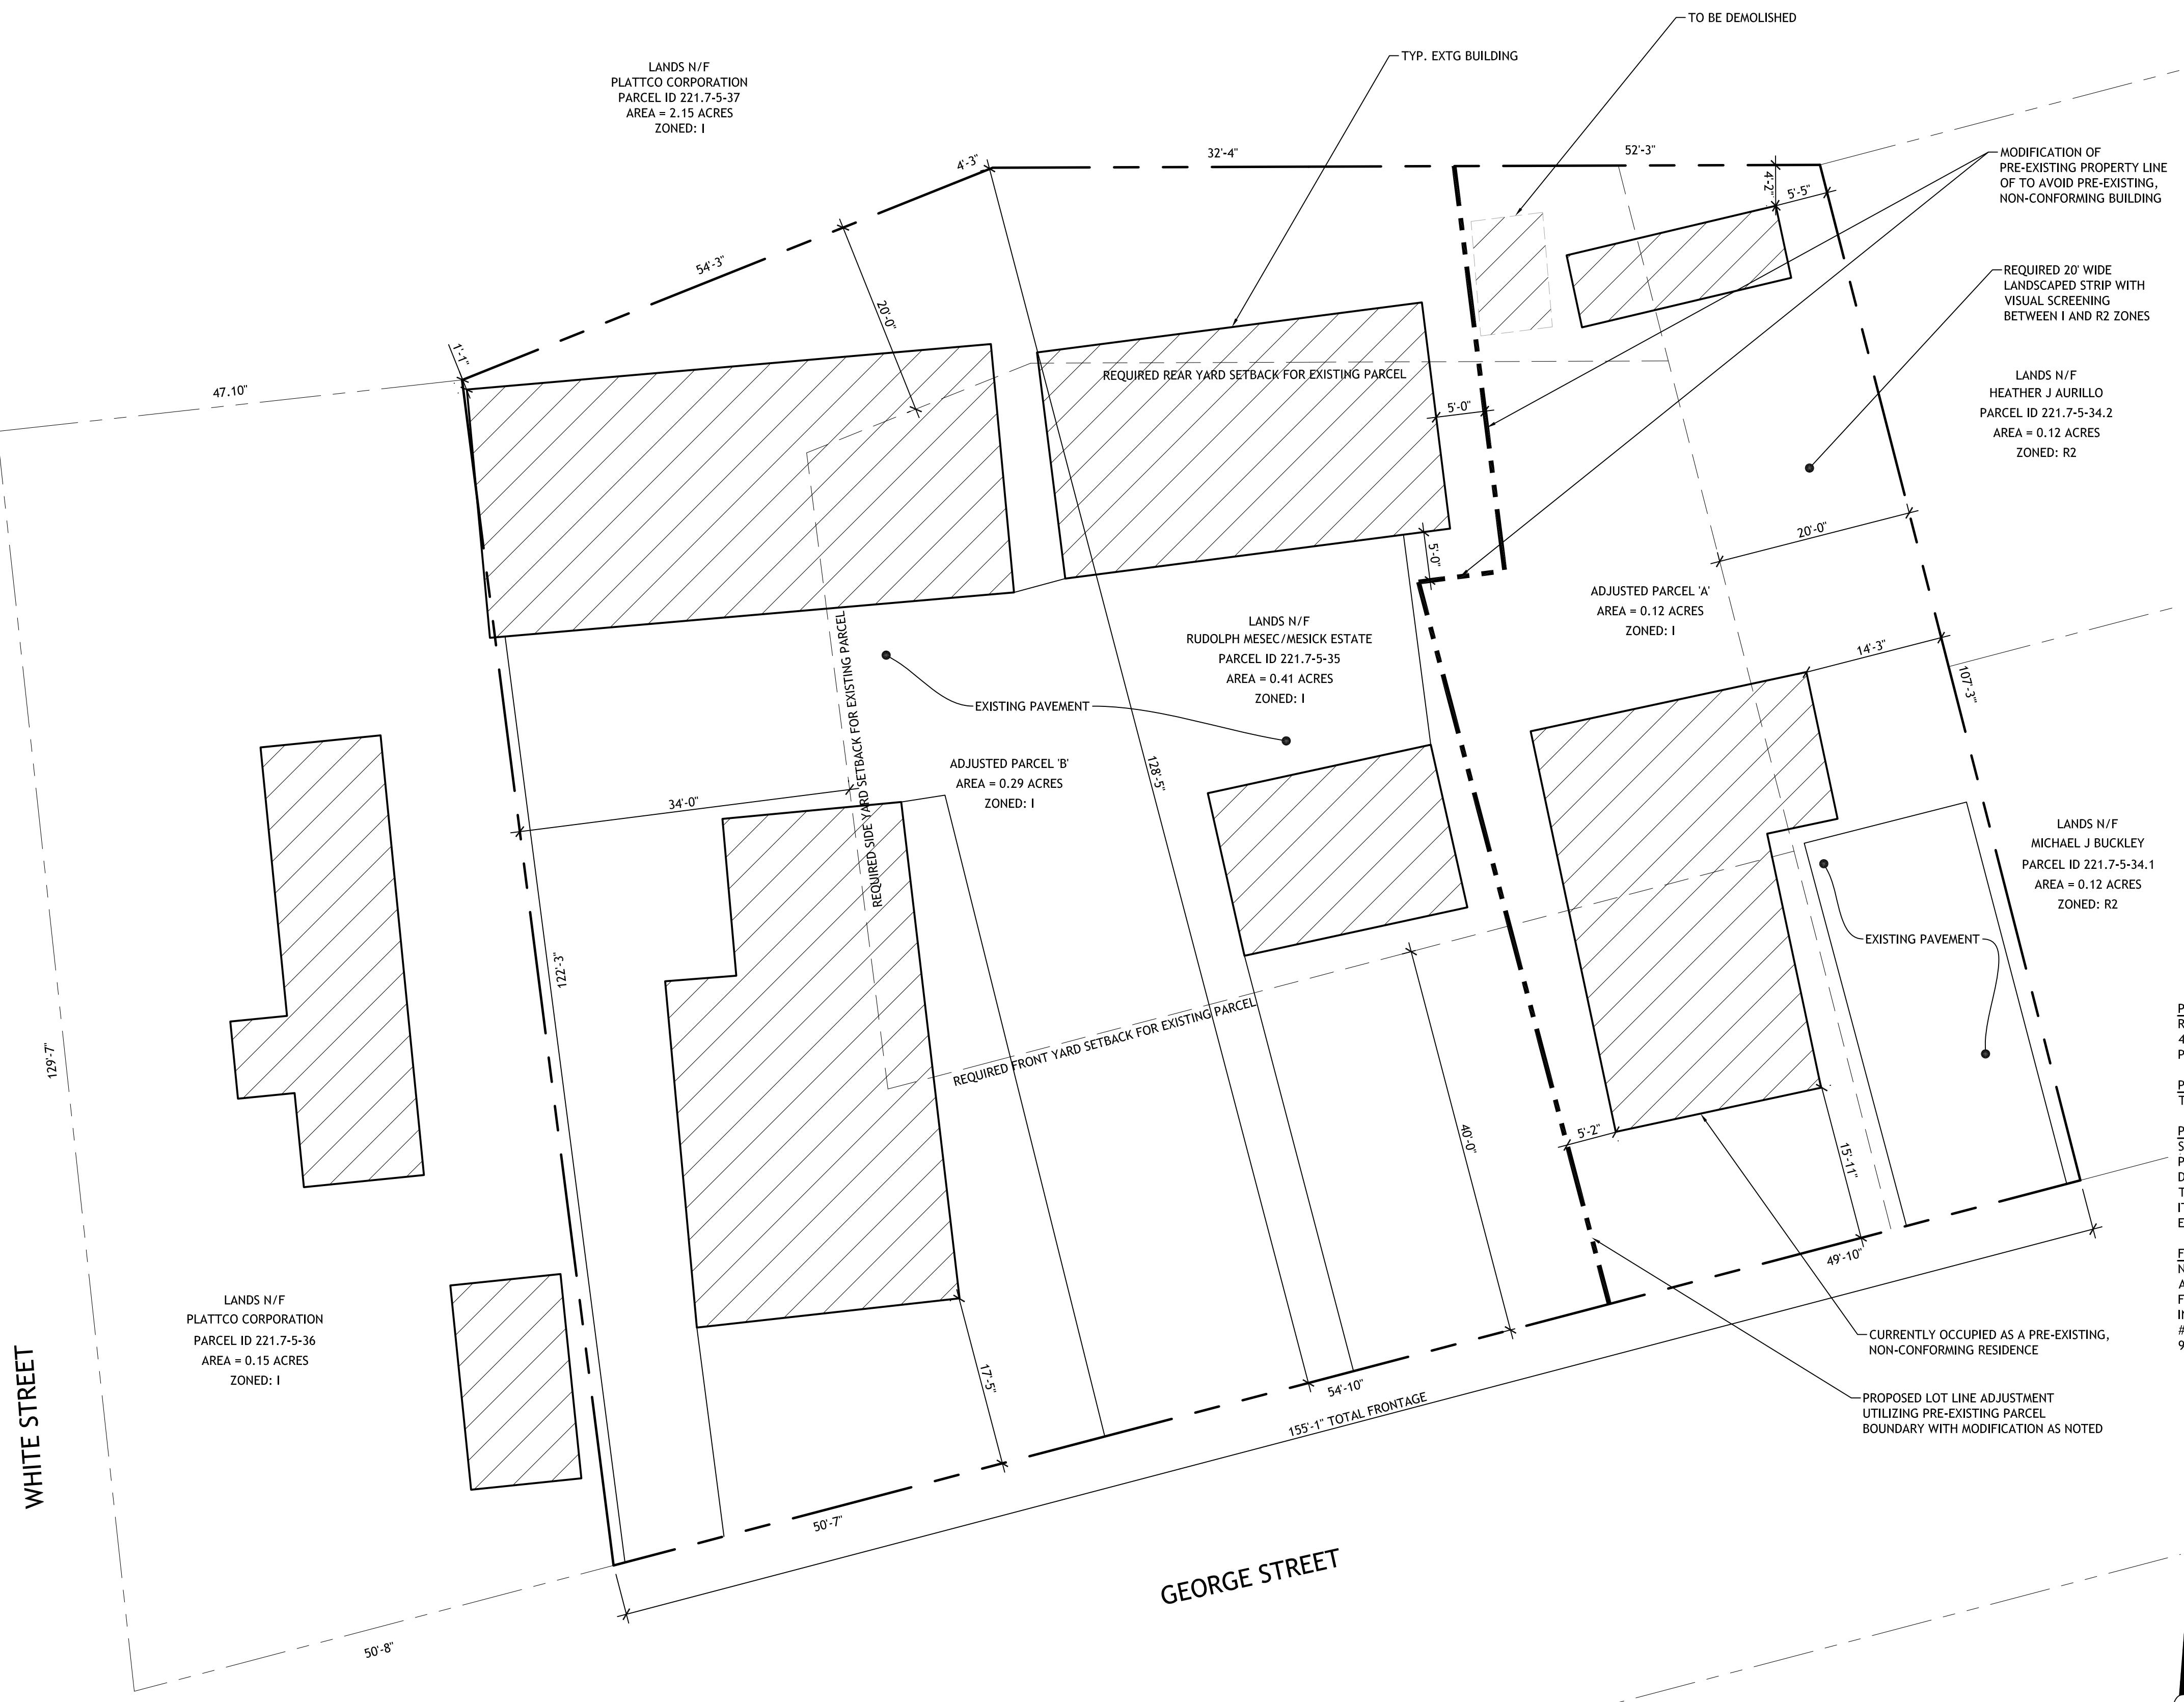 TO BE DEMOLISHED
TYP. EXTG BUILDING
LANDS N/F
PLATTCO CORPORATION
PARCEL ID 221.7-5-37
AREA = 2.15 ACRES
ZONED: I
4'-3"
32'-4"
52'-3"
4'-2"
5'-5"
MODIFICATION OF
PRE-EXISTING PROPERTY LINE
OF TO AVOID PRE-EXISTING,
NON-CONFORMING BUILDING
54'-3"
20'-0"
REQUIRED 20' WIDE
LANDSCAPED STRIP WITH
VISUAL SCREENING
BETWEEN I AND R2 ZONES
1'-1"
47.10"
REQUIRED REAR YARD SETBACK FOR EXISTING PARCEL
5'-0"
LANDS N/F
HEATHER J AURILLO
PARCEL ID 221.7-5-34.2
AREA = 0.12 ACRES
ZONED: R2
20'-0"
5'-0"
ADJUSTED PARCEL 'A'
AREA = 0.12 ACRES
ZONED: I
LANDS N/F
RUDOLPH MESEC/MESICK ESTATE
PARCEL ID 221.7-5-35
AREA = 0.41 ACRES
ZONED: I
14'-3"
107'-3"
EXISTING PAVEMENT
REQUIRED SIDE YARD SETBACK FOR EXISTING PARCEL
ADJUSTED PARCEL 'B'
AREA = 0.29 ACRES
ZONED: I
128'-5"
34'-0"
LANDS N/F
MICHAEL J BUCKLEY
PARCEL ID 221.7-5-34.1
AREA = 0.12 ACRES
ZONED: R2
EXISTING PAVEMENT
122'-3"
129'-7"
REQUIRED FRONT YARD SETBACK FOR EXISTING PARCEL
40'-0"
5'-2"
15'-11"
49'-10"
LANDS N/F
PLATTCO CORPORATION
PARCEL ID 221.7-5-36
AREA = 0.15 ACRES
ZONED: I
17'-5"
CURRENTLY OCCUPIED AS A PRE-EXISTING,
NON-CONFORMING RESIDENCE
54'-10"
155'-1" TOTAL FRONTAGE
PROPOSED LOT LINE ADJUSTMENT
UTILIZING PRE-EXISTING PARCEL
BOUNDARY WITH MODIFICATION AS NOTED
WHITE STREET
50'-7"
GEORGE STREET
50'-8"